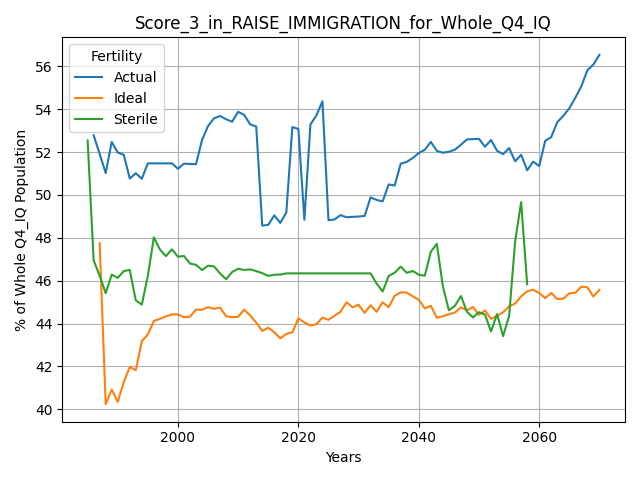 Score_3_in_RAISE_IMMIGRATION_for_Whole_Q4_IQ
Fertility
Actual
Ideal
Sterile
% of Whole Q4_IQ Population
56
54
52
50
48
46
44
42
40
2000
2020
2040
2060
Years